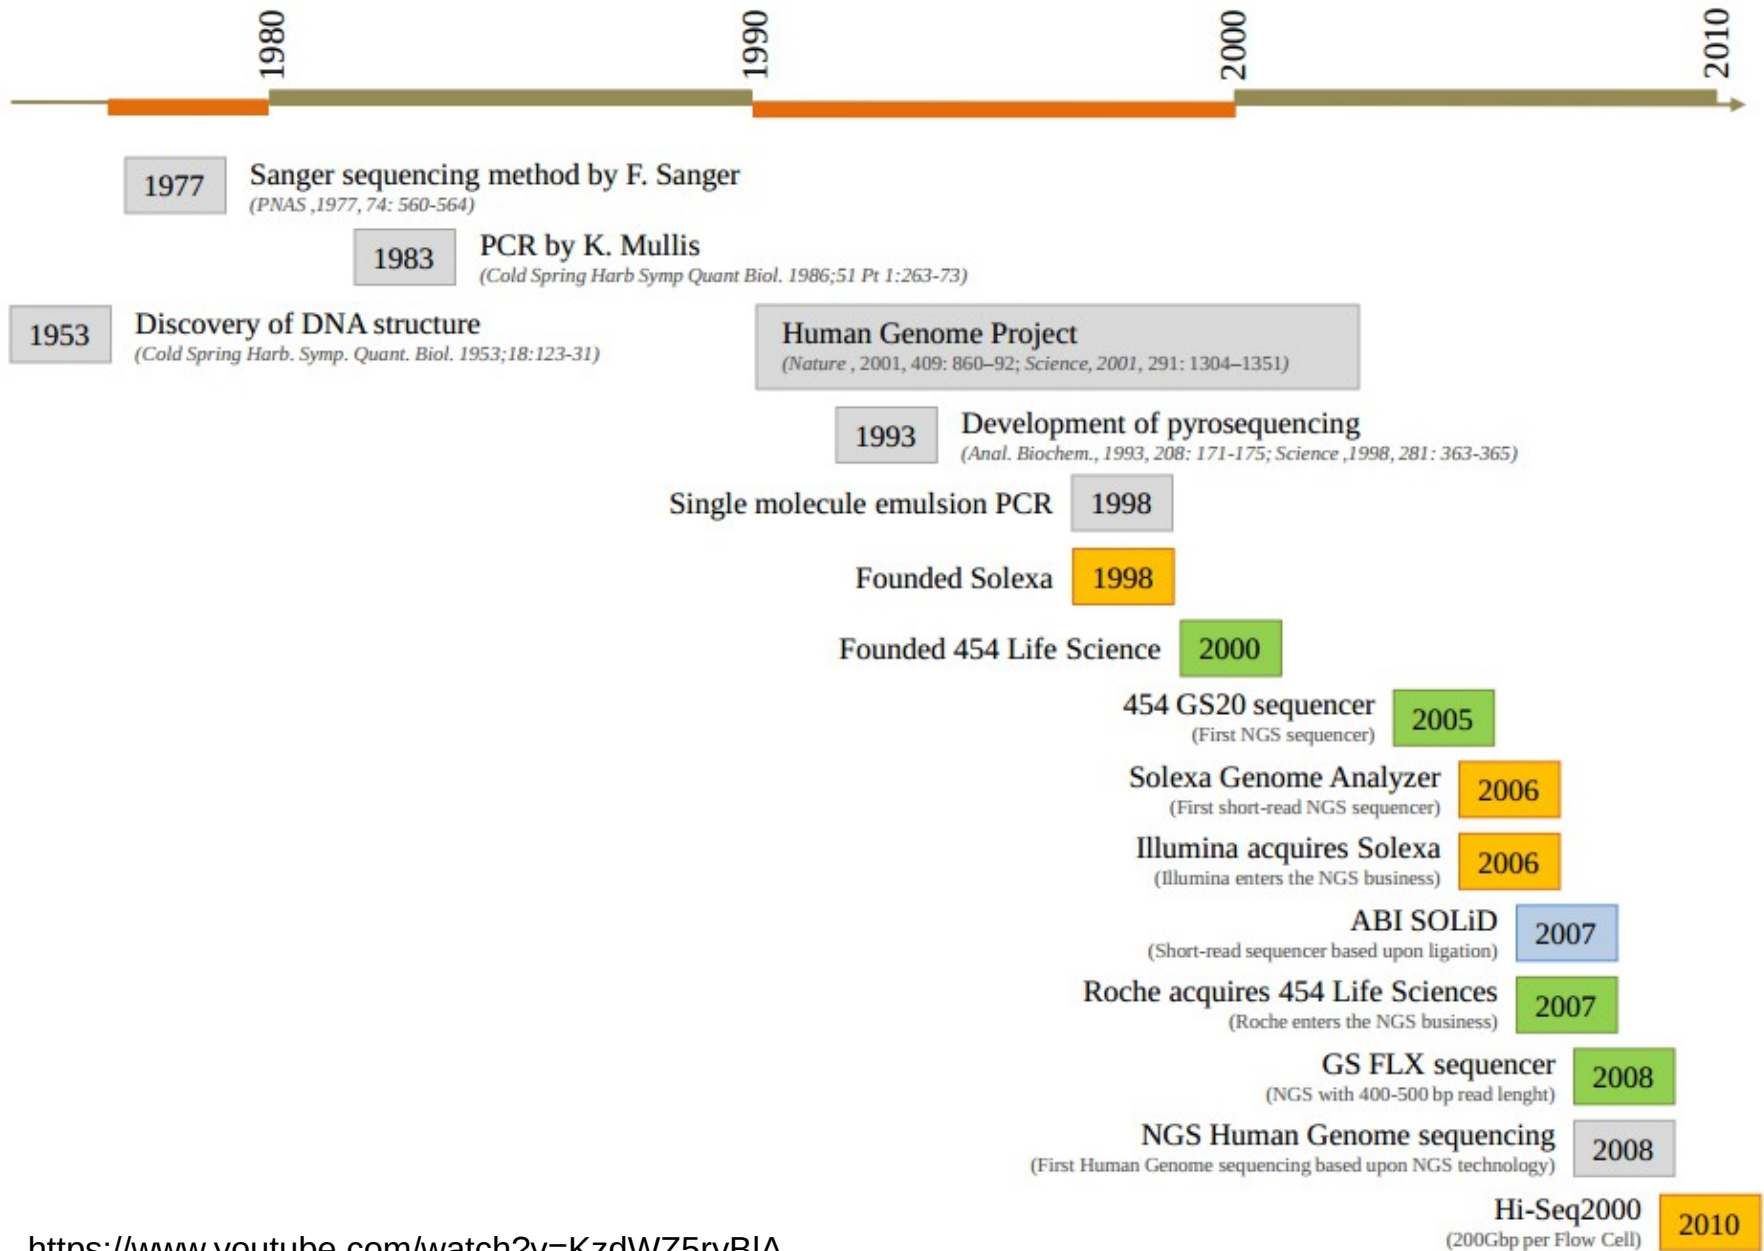 1980
1990
2000
2010
1977
Sanger sequencing method by F. Sanger
(PNAS ,1977, 74: 560-564)
1983
PCR by K. Mullis
(Cold Spring Harb Symp Quant Biol. 1986;51 Pt 1:263-73)
1953
Discovery of DNA structure
(Cold Spring Harb. Symp. Quant. Biol. 1953;18:123-31)
Human Genome Project
(Nature , 2001, 409: 860–92; Science, 2001, 291: 1304–1351)
1993
Development of pyrosequencing
(Anal. Biochem., 1993, 208: 171-175; Science ,1998, 281: 363-365)
Single molecule emulsion PCR
1998
Founded Solexa
1998
Founded 454 Life Science
2000
454 GS20 sequencer
(First NGS sequencer)
2005
Solexa Genome Analyzer
(First short-read NGS sequencer)
2006
Illumina acquires Solexa
(Illumina enters the NGS business)
2006
ABI SOLiD
(Short-read sequencer based upon ligation)
2007
Roche acquires 454 Life Sciences
(Roche enters the NGS business)
2007
GS FLX sequencer
(NGS with 400-500 bp read lenght)
2008
NGS Human Genome sequencing
(First Human Genome sequencing based upon NGS technology)
2008
Hi-Seq2000
(200Gbp per Flow Cell)
2010